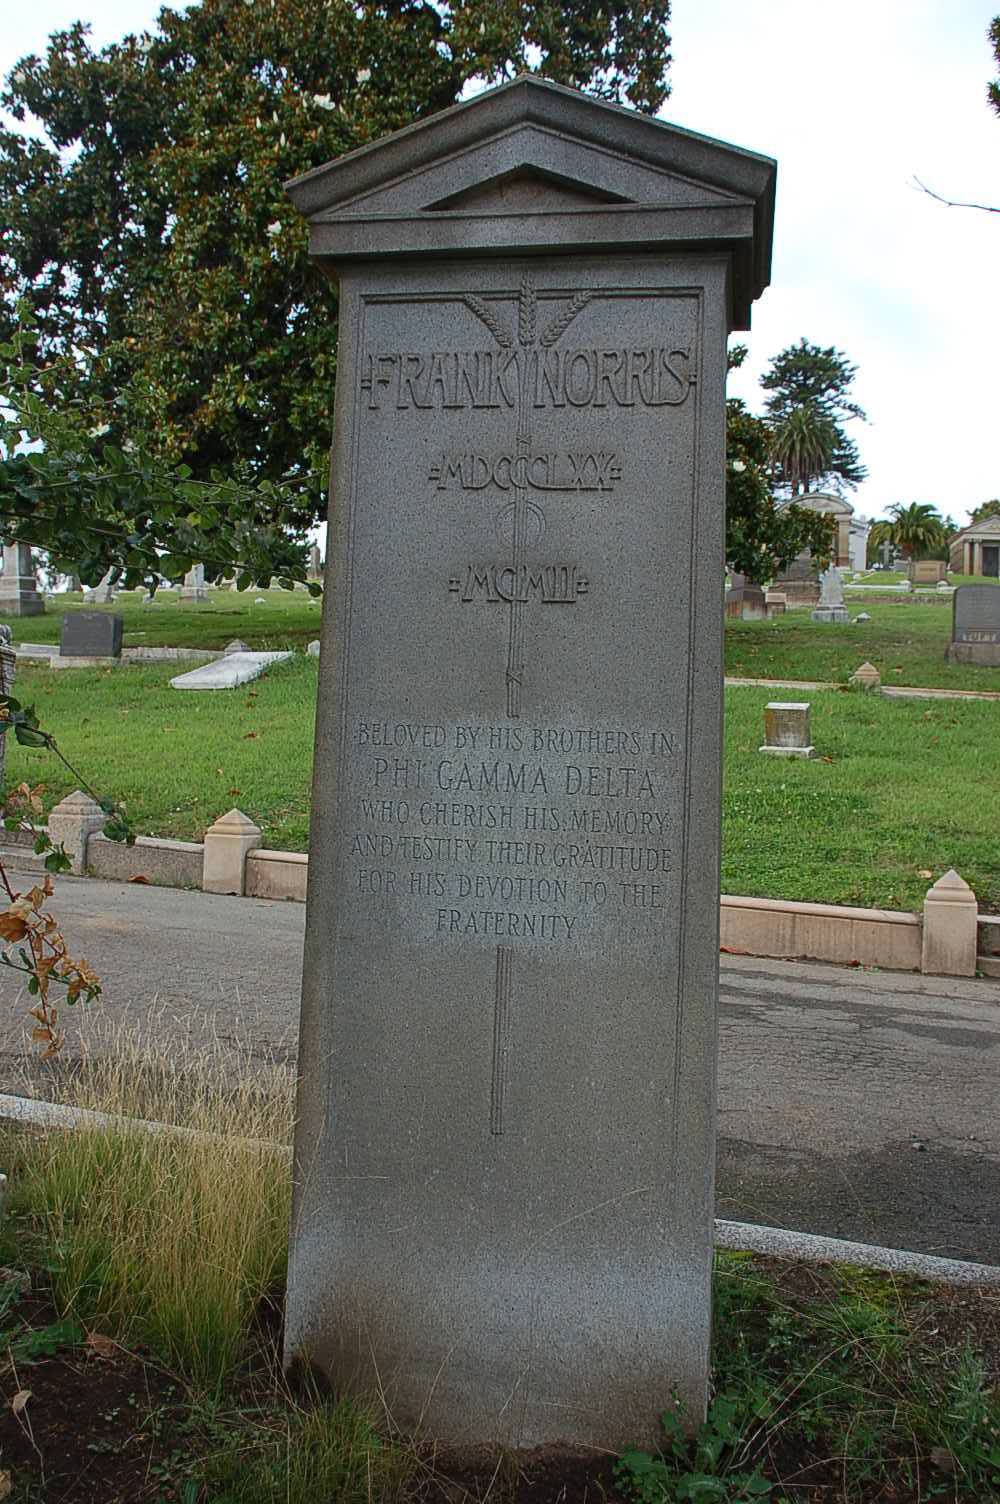 FRANK NORRIS
MDCCCLXX
MCMII
BELOVED BY HIS BROTHERS IN
PHI GAMMA DELTA
WHO CHERISH HIS MEMORY
AND TESTIFY THEIR GRATITUDE
FOR HIS DEVOTION TO THE
FRATERNITY
TUFT